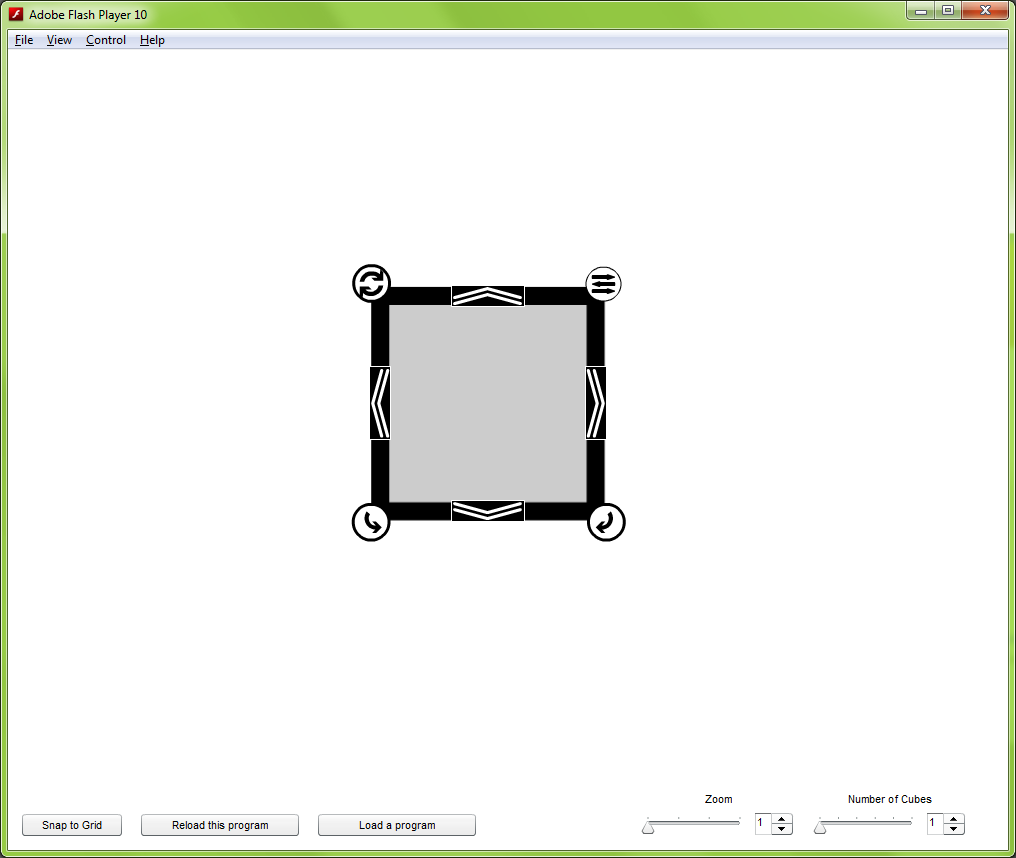 Adobe Flash Player 10
File View Control Help
Zoom
Number of Cubes
Snap to Grid
Reload this program
Load a program
1
1